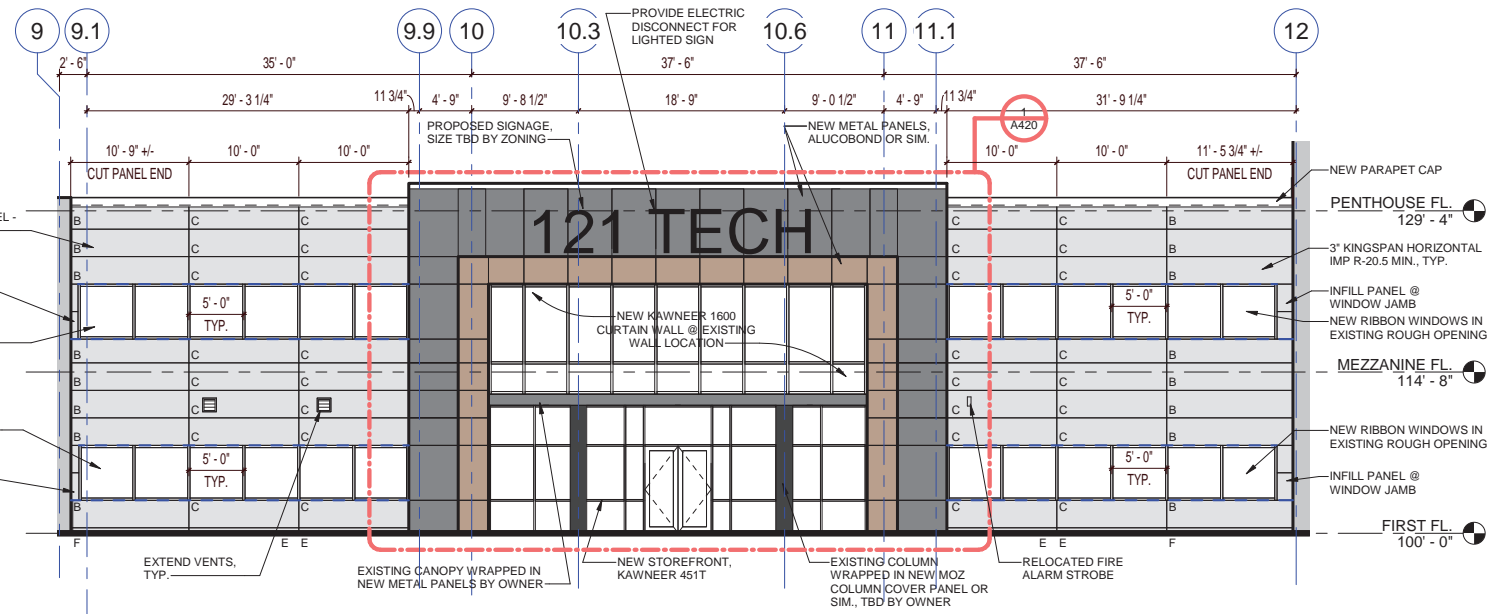 9
9.1
9.9
10
10.3
10.6
11
11.1
12
PROVIDE ELECTRIC
DISCONNECT FOR
LIGHTED SIGN
2' - 6"
35' - 0"
37' - 6"
37' - 6"
29' - 3 1/4"
11 3/4"
4' - 9"
9' - 8 1/2"
18' - 9"
9' - 0 1/2"
4' - 9"
11 3/4"
31' - 9 1/4"
1
A420
PROPOSED SIGNAGE,
SIZE TBD BY ZONING
NEW METAL PANELS,
ALUCOBOND OR SIM.
10' - 9" +/-
CUT PANEL END
10' - 0"
10' - 0"
10' - 0"
10' - 0"
11' - 5 3/4" +/-
CUT PANEL END
NEW PARAPET CAP
PENTHOUSE FL.
129' - 4"
EL -
B C C C C B
121 TECH
B C C C C B
3" KINGSPAN HORIZONTAL
IMP R-20.5 MIN., TYP.
B C C C C B
INFILL PANEL @
WINDOW JAMB
5' - 0"
TYP.
5' - 0"
TYP.
NEW KAWNEER 1600
CURTAIN WALL @ EXISTING
WALL LOCATION
NEW RIBBON WINDOWS IN
EXISTING ROUGH OPENING
B C C C C B
MEZZANINE FL.
114' - 8"
B C C C C B
B C C C C B
B C C C C B
NEW RIBBON WINDOWS IN
EXISTING ROUGH OPENING
5' - 0"
TYP.
5' - 0"
TYP.
INFILL PANEL @
WINDOW JAMB
B C C C C B
FIRST FL.
100' - 0"
F E E E E F
EXTEND VENTS,
TYP.
EXISTING CANOPY WRAPPED IN
NEW METAL PANELS BY OWNER
NEW STOREFRONT,
KAWNEER 451T
EXISTING COLUMN
WRAPPED IN NEW MOZ
COLUMN COVER PANEL OR
SIM., TBD BY OWNER
RELOCATED FIRE
ALARM STROBE